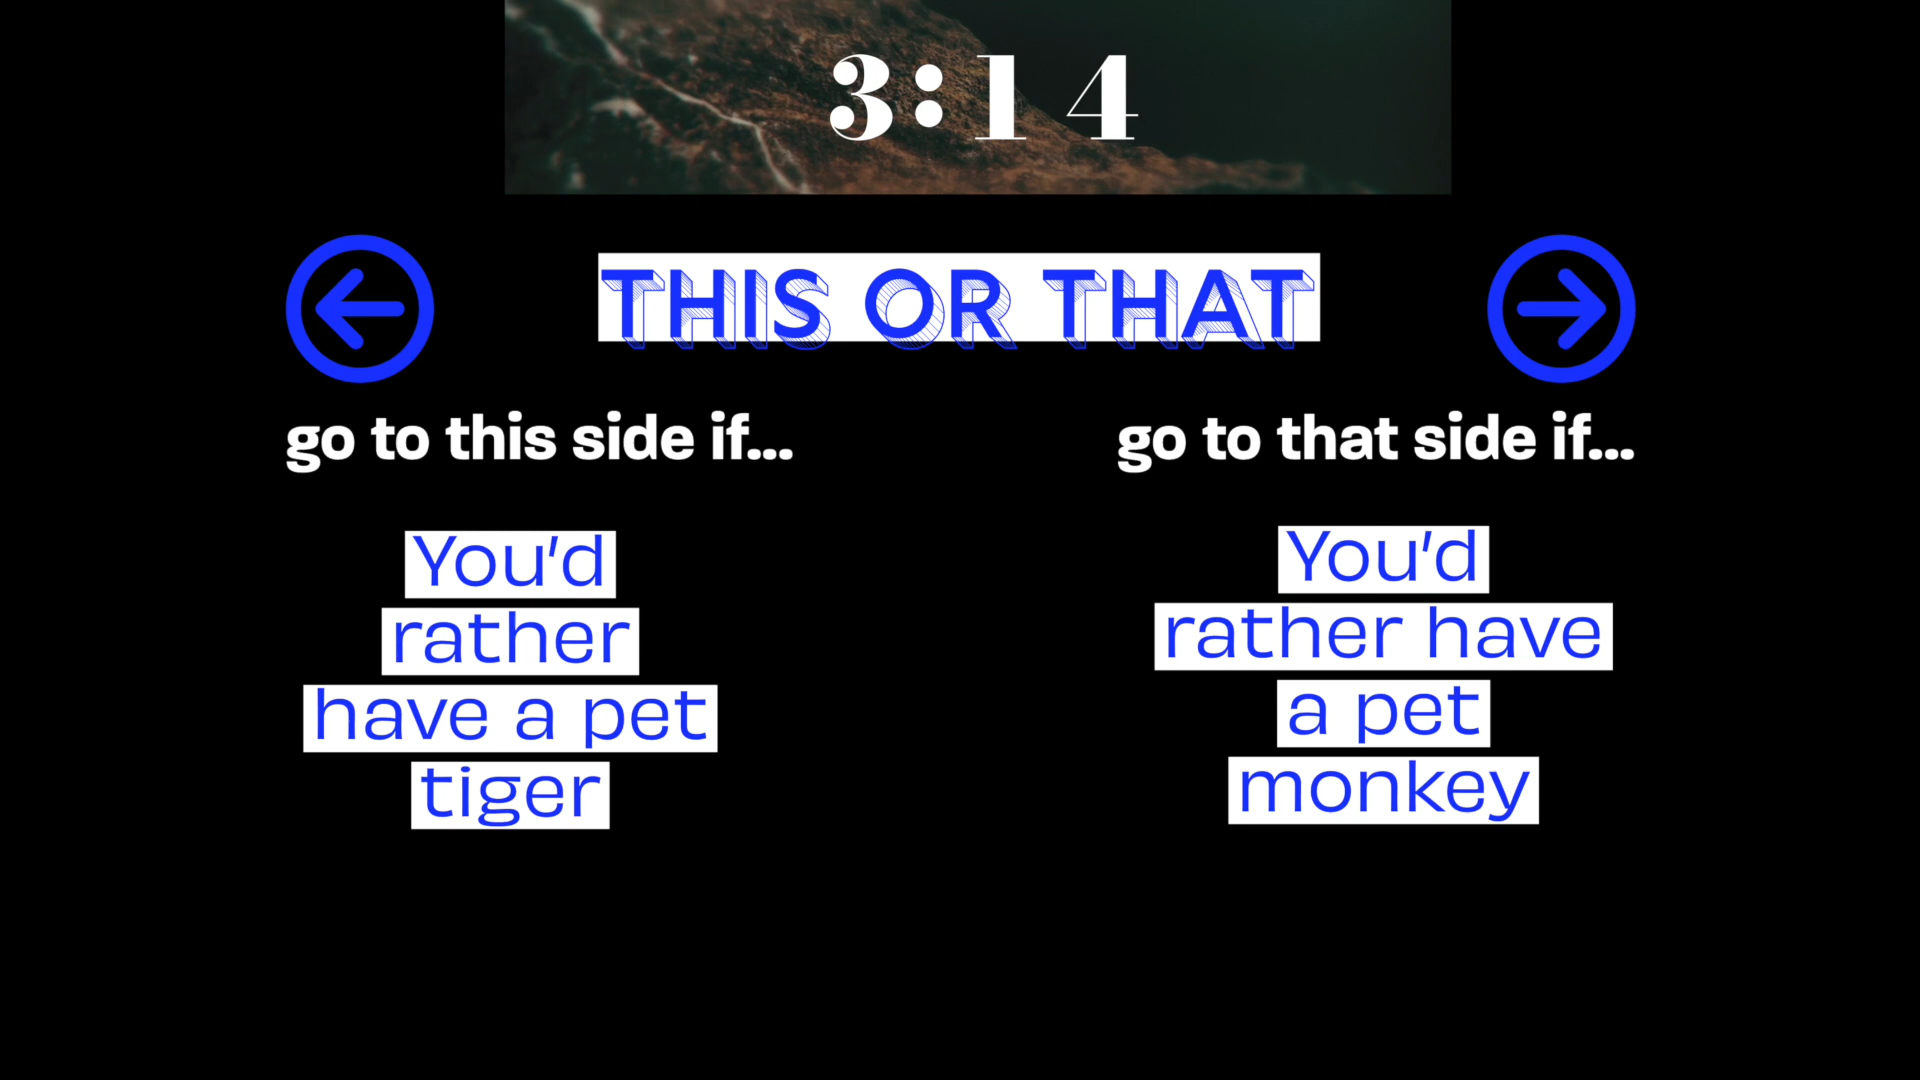 3:14
THIS OR THAT
go to this side if...
go to that side if...
You'd
rather
have a pet
tiger
You'd
rather have
a pet
monkey